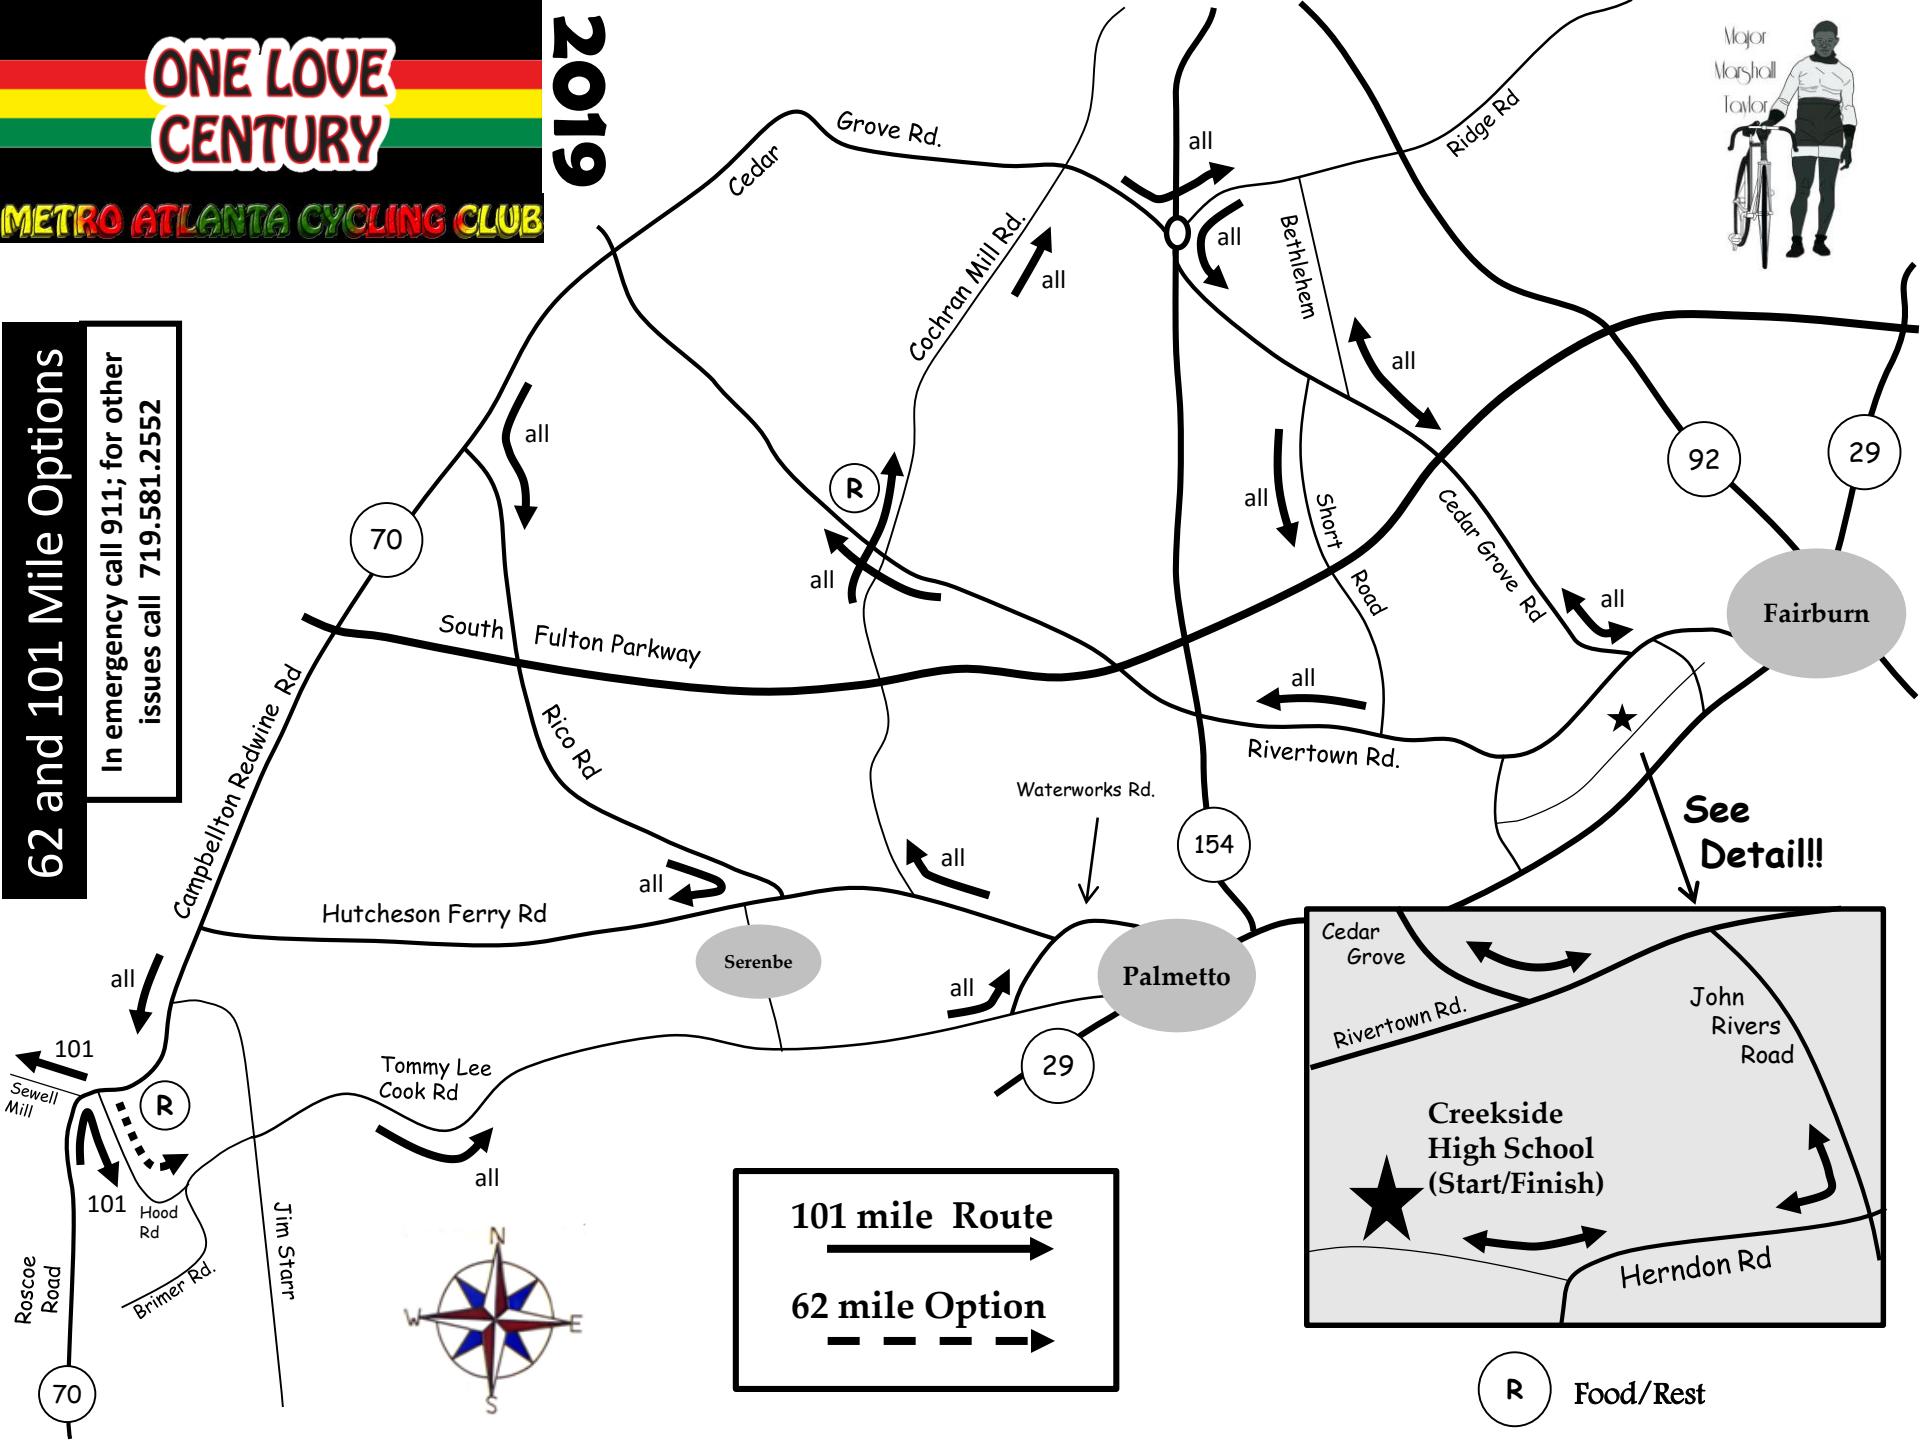 ONE LOVE
CENTURY
METRO ATLANTA CYCLING CLUB
2019
62 and 101 Mile Options
In emergency call 911; for other
issues call 719.581.2552
Major
Marshall
Taylor
Cedar
Grove Rd.
Cochran Mill Rd.
all
all
all
Ridge Rd
Bethlehem
all
all
Short
Road
all
Cedar Grove Rd
all
92
29
Fairburn
all
R
all
70
South
Fulton Parkway
Campbellton Redwine Rd
Rico Rd
all
Rivertown Rd.
Waterworks Rd.
154
See
Detail!!
all
all
Hutcheson Ferry Rd
Serenbe
Palmetto
all
29
all
101
Sewell
Mill
R
101
Hood
Rd
Tommy Lee
Cook Rd
all
Jim Starr
Brimer Rd.
Roscoe
Road
70
N
W
E
S
101 mile Route
62 mile Option
Cedar
Grove
Rivertown Rd.
John
Rivers
Road
Creekside
High School
(Start/Finish)
Herndon Rd
R
Food/Rest